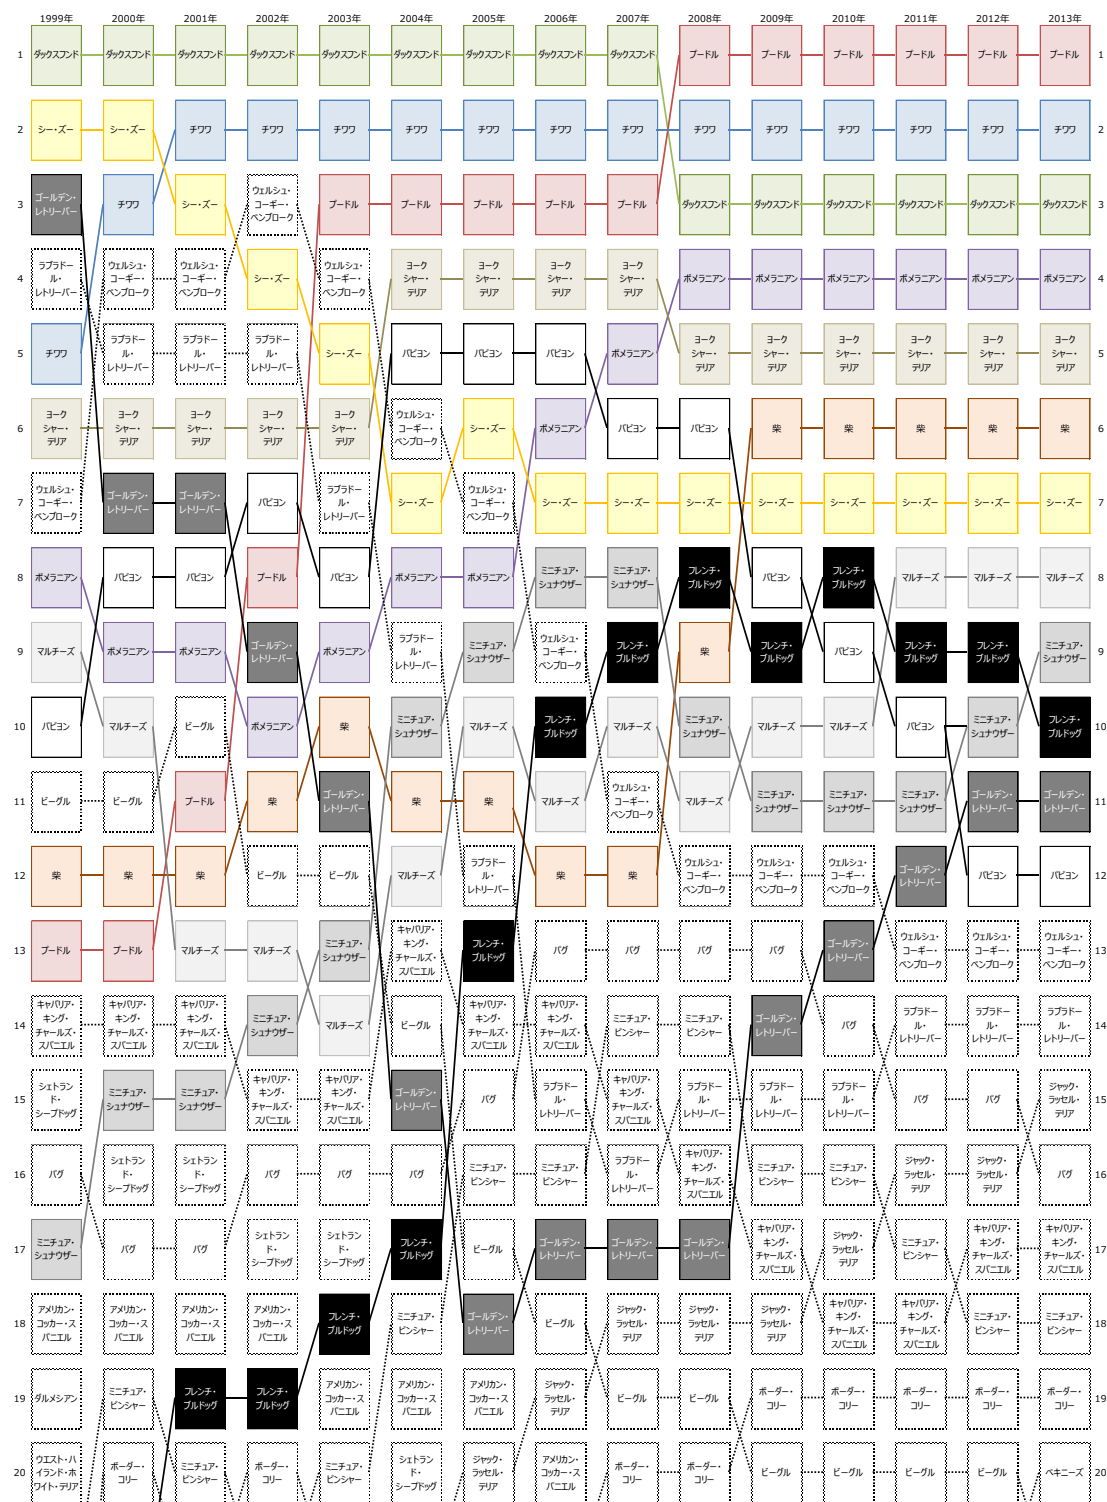 1999年 2000年 2001年 2002年 2003年 2004年 2005年 2006年 2007年 2008年 2009年 2010年 2011年 2012年 2013年
1 ダックスフンド ダックスフンド ダックスフンド ダックスフンド ダックスフンド ダックスフンド ダックスフンド ダックスフンド ダックスフンド プードル プードル プードル プードル プードル プードル 1
2 シー・ズー シー・ズー チワワ チワワ チワワ チワワ チワワ チワワ チワワ チワワ チワワ チワワ チワワ チワワ チワワ 2
3 ゴールデン・レトリーバー チワワ シー・ズー ウェルシュ・コーギー・ペンブローク プードル プードル プードル プードル プードル ダックスフンド ダックスフンド ダックスフンド ダックスフンド ダックスフンド ダックスフンド 3
4 ラブラドール・レトリーバー ウェルシュ・コーギー・ペンブローク ウェルシュ・コーギー・ペンブローク シー・ズー ウェルシュ・コーギー・ペンブローク ヨークシャー・テリア ヨークシャー・テリア ヨークシャー・テリア ヨークシャー・テリア ポメラニアン ポメラニアン ポメラニアン ポメラニアン ポメラニアン ポメラニアン 4
5 チワワ ラブラドール・レトリーバー ラブラドール・レトリーバー ラブラドール・レトリーバー シー・ズー パピヨン パピヨン パピヨン ポメラニアン ヨークシャー・テリア ヨークシャー・テリア ヨークシャー・テリア ヨークシャー・テリア ヨークシャー・テリア ヨークシャー・テリア 5
6 ヨークシャー・テリア ヨークシャー・テリア ヨークシャー・テリア ヨークシャー・テリア ヨークシャー・テリア ウェルシュ・コーギー・ペンブローク シー・ズー ポメラニアン パピヨン パピヨン 柴 柴 柴 柴 柴 6
7 ウェルシュ・コーギー・ペンブローク ゴールデン・レトリーバー ゴールデン・レトリーバー パピヨン ラブラドール・レトリーバー シー・ズー ウェルシュ・コーギー・ペンブローク シー・ズー シー・ズー シー・ズー シー・ズー シー・ズー シー・ズー シー・ズー シー・ズー 7
8 ポメラニアン パピヨン パピヨン プードル パピヨン ポメラニアン ポメラニアン ミニチュア・シュナウザー ミニチュア・シュナウザー フレンチ・ブルドッグ パピヨン フレンチ・ブルドッグ マルチーズ マルチーズ マルチーズ 8
9 マルチーズ ポメラニアン ポメラニアン ゴールデン・レトリーバー ポメラニアン ラブラドール・レトリーバー ミニチュア・シュナウザー ウェルシュ・コーギー・ペンブローク フレンチ・ブルドッグ 柴 フレンチ・ブルドッグ パピヨン フレンチ・ブルドッグ フレンチ・ブルドッグ ミニチュア・シュナウザー 9
10 パピヨン マルチーズ ビーグル ポメラニアン 柴 ミニチュア・シュナウザー マルチーズ フレンチ・ブルドッグ マルチーズ ミニチュア・シュナウザー マルチーズ マルチーズ パピヨン ミニチュア・シュナウザー フレンチ・ブルドッグ 10
11 ビーグル ビーグル プードル 柴 ゴールデン・レトリーバー 柴 柴 マルチーズ ウェルシュ・コーギー・ペンブローク マルチーズ ミニチュア・シュナウザー ミニチュア・シュナウザー ミニチュア・シュナウザー ゴールデン・レトリーバー ゴールデン・レトリーバー 11
12 柴 柴 柴 ビーグル ビーグル マルチーズ ラブラドール・レトリーバー 柴 柴 ウェルシュ・コーギー・ペンブローク ウェルシュ・コーギー・ペンブローク ウェルシュ・コーギー・ペンブローク ゴールデン・レトリーバー パピヨン パピヨン 12
13 プードル プードル マルチーズ マルチーズ ミニチュア・シュナウザー キャバリア・キング・チャールズ・スパニエル フレンチ・ブルドッグ パグ パグ パグ パグ ゴールデン・レトリーバー ウェルシュ・コーギー・ペンブローク ウェルシュ・コーギー・ペンブローク ウェルシュ・コーギー・ペンブローク 13
14 キャバリア・キング・チャールズ・スパニエル キャバリア・キング・チャールズ・スパニエル キャバリア・キング・チャールズ・スパニエル ミニチュア・シュナウザー マルチーズ ビーグル キャバリア・キング・チャールズ・スパニエル キャバリア・キング・チャールズ・スパニエル ミニチュア・ピンシャー ミニチュア・ピンシャー ゴールデン・レトリーバー パグ ラブラドール・レトリーバー ラブラドール・レトリーバー ラブラドール・レトリーバー 14
15 シェトランド・シープドッグ ミニチュア・シュナウザー ミニチュア・シュナウザー キャバリア・キング・チャールズ・スパニエル キャバリア・キング・チャールズ・スパニエル ゴールデン・レトリーバー パグ ラブラドール・レトリーバー キャバリア・キング・チャールズ・スパニエル ラブラドール・レトリーバー ラブラドール・レトリーバー ラブラドール・レトリーバー パグ パグ ジャック・ラッセル・テリア 15
16 パグ シェトランド・シープドッグ シェトランド・シープドッグ パグ パグ パグ ミニチュア・ピンシャー ミニチュア・ピンシャー ラブラドール・レトリーバー キャバリア・キング・チャールズ・スパニエル ミニチュア・ピンシャー ミニチュア・ピンシャー ジャック・ラッセル・テリア ジャック・ラッセル・テリア パグ 16
17 ミニチュア・シュナウザー パグ パグ シェトランド・シープドッグ シェトランド・シープドッグ フレンチ・ブルドッグ ビーグル ゴールデン・レトリーバー ゴールデン・レトリーバー ゴールデン・レトリーバー キャバリア・キング・チャールズ・スパニエル ジャック・ラッセル・テリア ミニチュア・ピンシャー キャバリア・キング・チャールズ・スパニエル キャバリア・キング・チャールズ・スパニエル 17
18 アメリカン・コッカー・スパニエル アメリカン・コッカー・スパニエル アメリカン・コッカー・スパニエル アメリカン・コッカー・スパニエル フレンチ・ブルドッグ ミニチュア・ピンシャー ゴールデン・レトリーバー ビーグル ジャック・ラッセル・テリア ジャック・ラッセル・テリア ジャック・ラッセル・テリア キャバリア・キング・チャールズ・スパニエル キャバリア・キング・チャールズ・スパニエル ミニチュア・ピンシャー ミニチュア・ピンシャー 18
19 ダルメシアン ミニチュア・ピンシャー フレンチ・ブルドッグ フレンチ・ブルドッグ アメリカン・コッカー・スパニエル アメリカン・コッカー・スパニエル アメリカン・コッカー・スパニエル ジャック・ラッセル・テリア ビーグル ビーグル ボーダー・コリー ボーダー・コリー ボーダー・コリー ボーダー・コリー ボーダー・コリー 19
20 ウエスト・ハイランド・ホワイト・テリア ボーダー・コリー ミニチュア・ピンシャー ボーダー・コリー ミニチュア・ピンシャー シェトランド・シープドッグ ジャック・ラッセル・テリア アメリカン・コッカー・スパニエル ボーダー・コリー ボーダー・コリー ビーグル ビーグル ビーグル ビーグル ペキニーズ 20